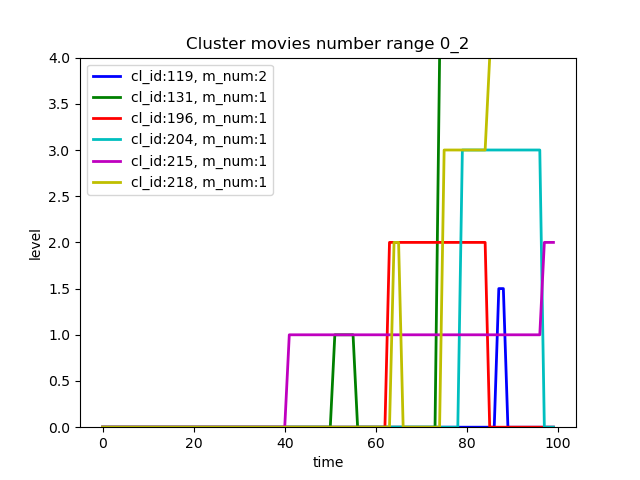 Cluster movies number range 0_2
4.0
3.5
3.0
2.5
2.0
1.5
1.0
0.5
0.0
level
cl_id:119, m_num:2
cl_id:131, m_num:1
cl_id:196, m_num:1
cl_id:204, m_num:1
cl_id:215, m_num:1
cl_id:218, m_num:1
0 20 40 60 80 100
time